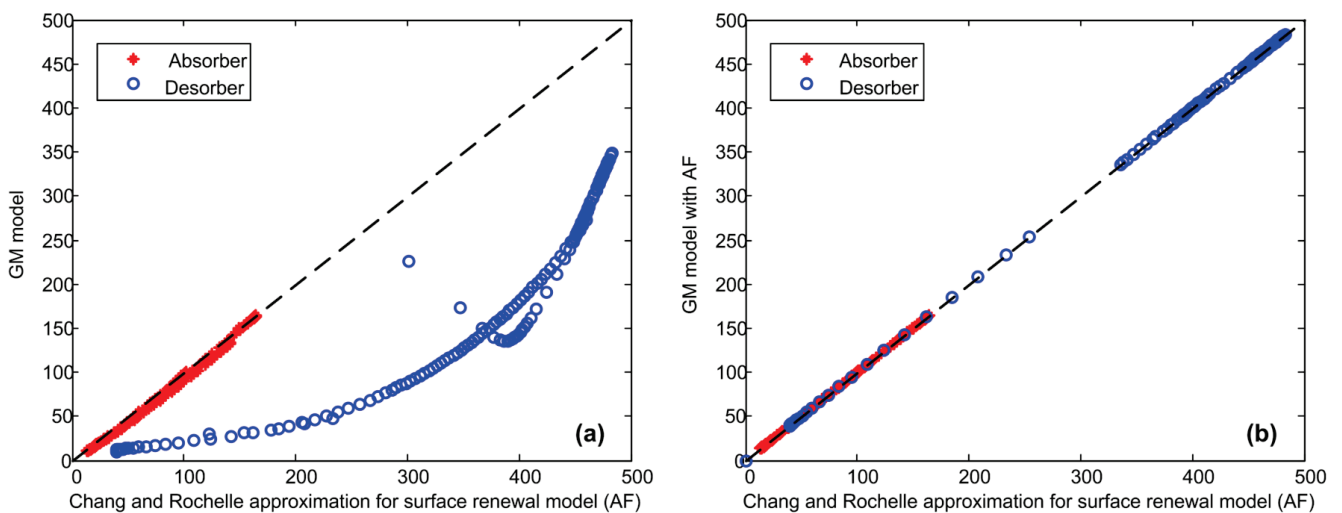 500
450
400
350
300
250
200
150
100
50
0
GM model
Absorber
Desorber
(a)
0 100 200 300 400 500
Chang and Rochelle approximation for surface renewal model (AF)
500
450
400
350
300
250
200
150
100
50
0
GM model with AF
Absorber
Desorber
(b)
0 100 200 300 400 500
Chang and Rochelle approximation for surface renewal model (AF)